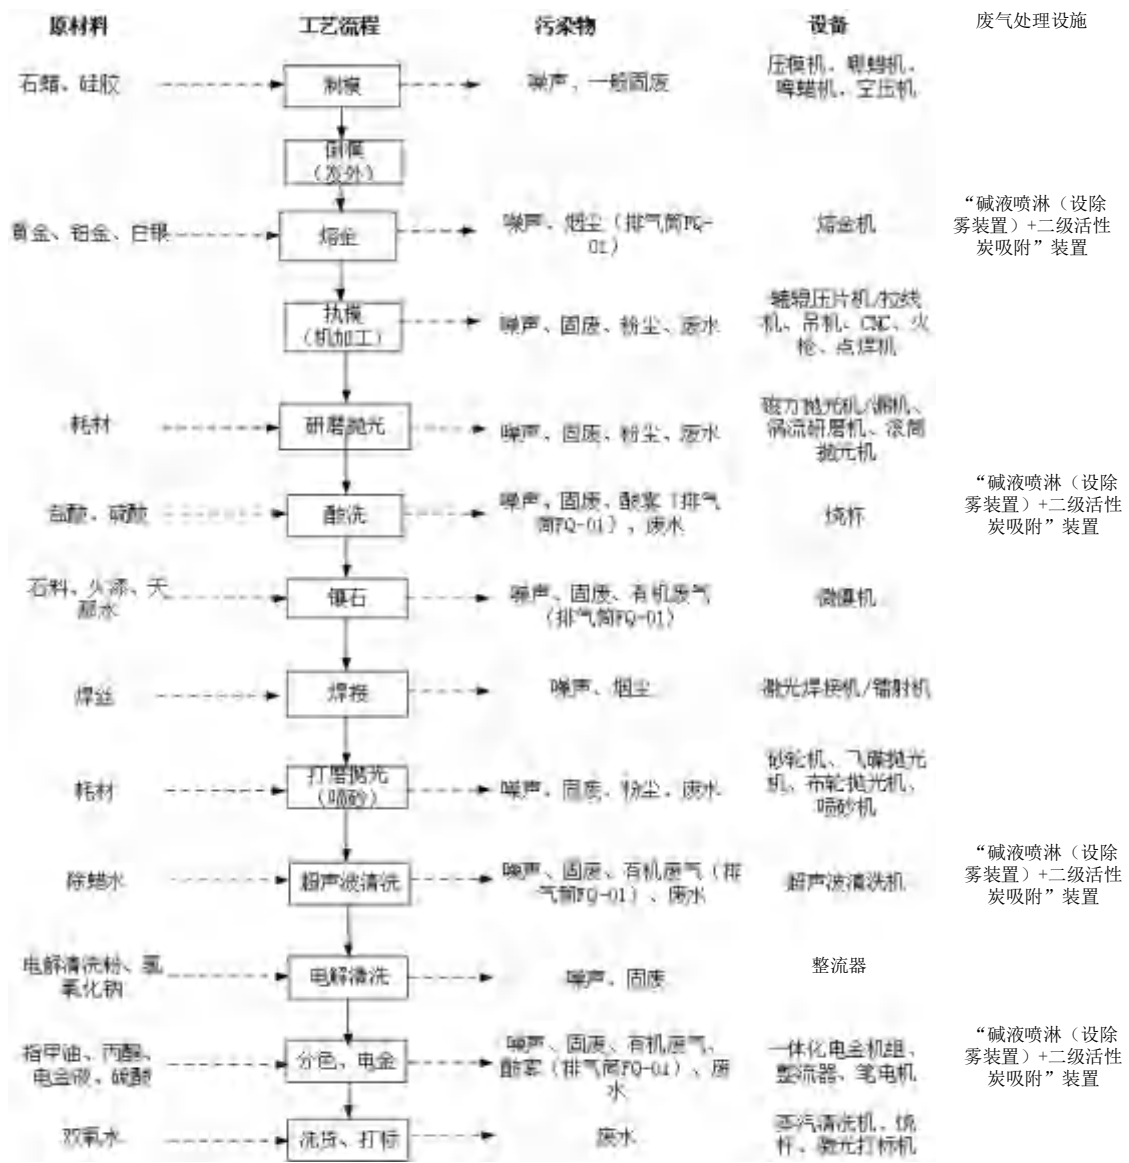 原材料 工艺流程 污染物 设备 废气处理设施
石蜡、硅胶 制模 噪声、一般固废
压模机、唧蜡机、
啤蜡机、空压机
倒模
(发外)
黄金、铂金、白银 熔金
噪声、烟尘(排气筒FQ-
01)
熔金机
“碱液喷淋(设除
雾装置)+二级活性
炭吸附”装置
执模
(机加工)
噪声、固废、粉尘、废水
辘辊压片机/拉线
机、吊机、CNC、火
枪、点焊机
耗材 研磨抛光 噪声、固废、粉尘、废水
磁力抛光机/漏机、
涡流研磨机、滚筒
抛光机
盐酸、硫酸 酸洗
噪声、固废、酸雾(排气
筒FQ-01)、废水
烧杯
“碱液喷淋(设除
雾装置)+二级活性
炭吸附”装置
石料、火漆、天
那水
镶石
噪声、固废、有机废气
(排气筒FQ-01)
微镶机
焊丝 焊接 噪声、烟尘 激光焊接机/镭射机
耗材
打磨抛光
(喷砂)
噪声、固废、粉尘、废水
砂轮机、飞碟抛光
机、布轮抛光机、
喷砂机
除蜡水 超声波清洗
噪声、固废、有机废气(排
气筒FQ-01)、废水
超声波清洗机
“碱液喷淋(设除
雾装置)+二级活性
炭吸附”装置
电解清洗粉、氢
氧化钠
电解清洗 噪声、固废 整流器
指甲油、丙酮、
电金液、硫酸
分色、电金
噪声、固废、有机废气、
酸雾(排气筒FQ-01)、废
水
一体化电金机组、
整流器、笔电机
“碱液喷淋(设除
雾装置)+二级活性
炭吸附”装置
双氧水 洗货、打标 废水
蒸汽清洗机、烧
杯、激光打标机